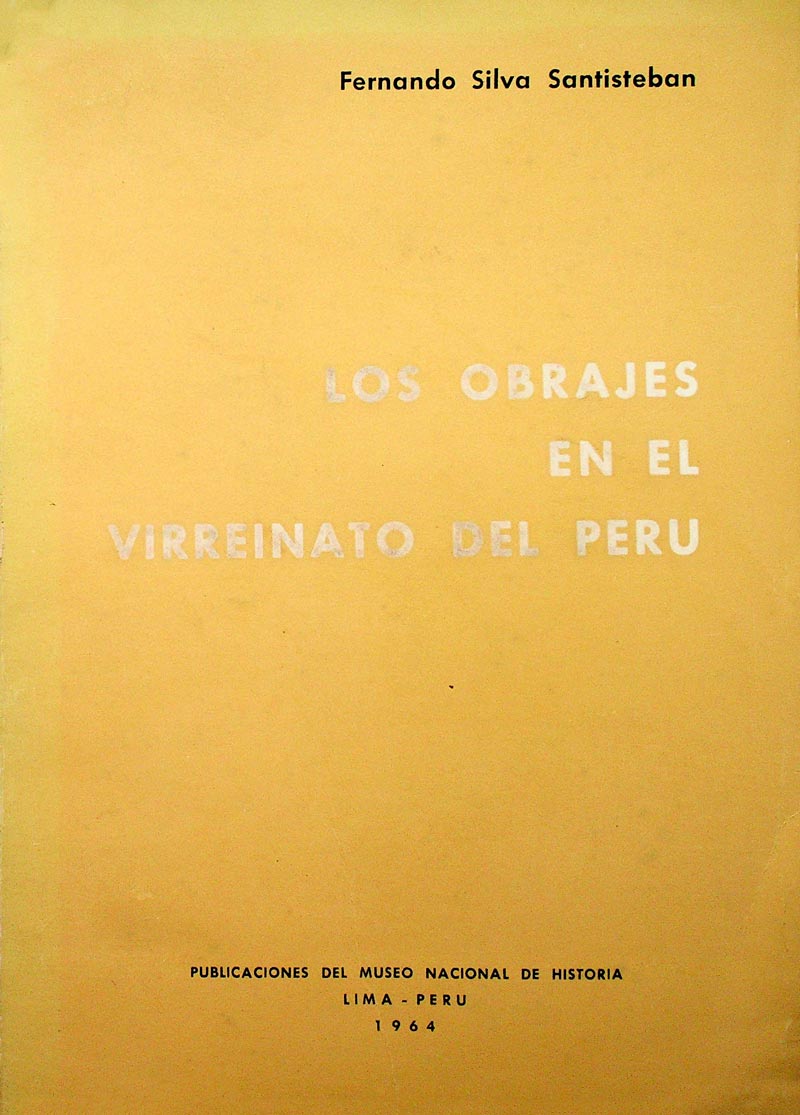 Fernando Silva Santisteban
LOS OBRAJES
EN EL
VIRREINATO DEL PERU
PUBLICACIONES DEL MUSEO NACIONAL DE HISTORIA
LIMA - PERU
1964